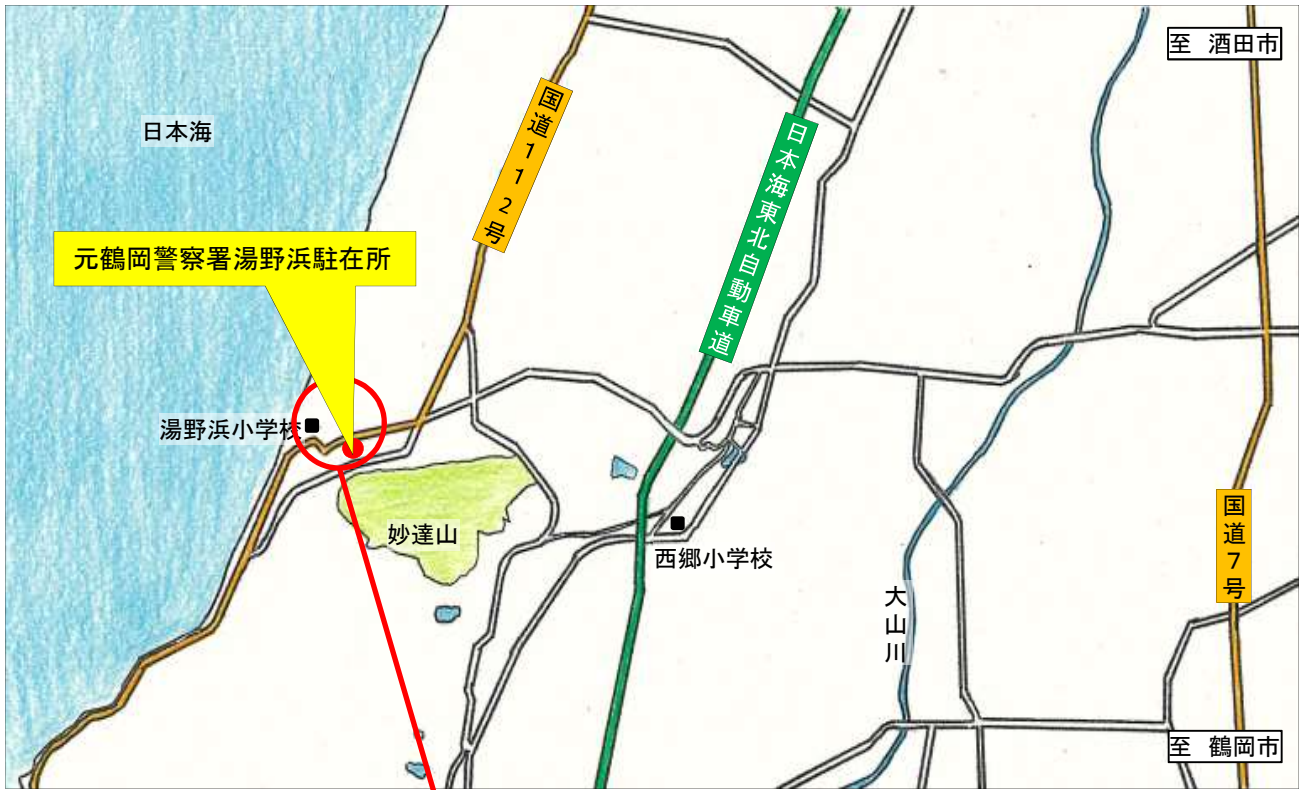 至 酒田市
日本海
国道112号
日本海東北自動車道
元鶴岡警察署湯野浜駐在所
湯野浜小学校
妙達山
西郷小学校
国道7号
大山川
至 鶴岡市